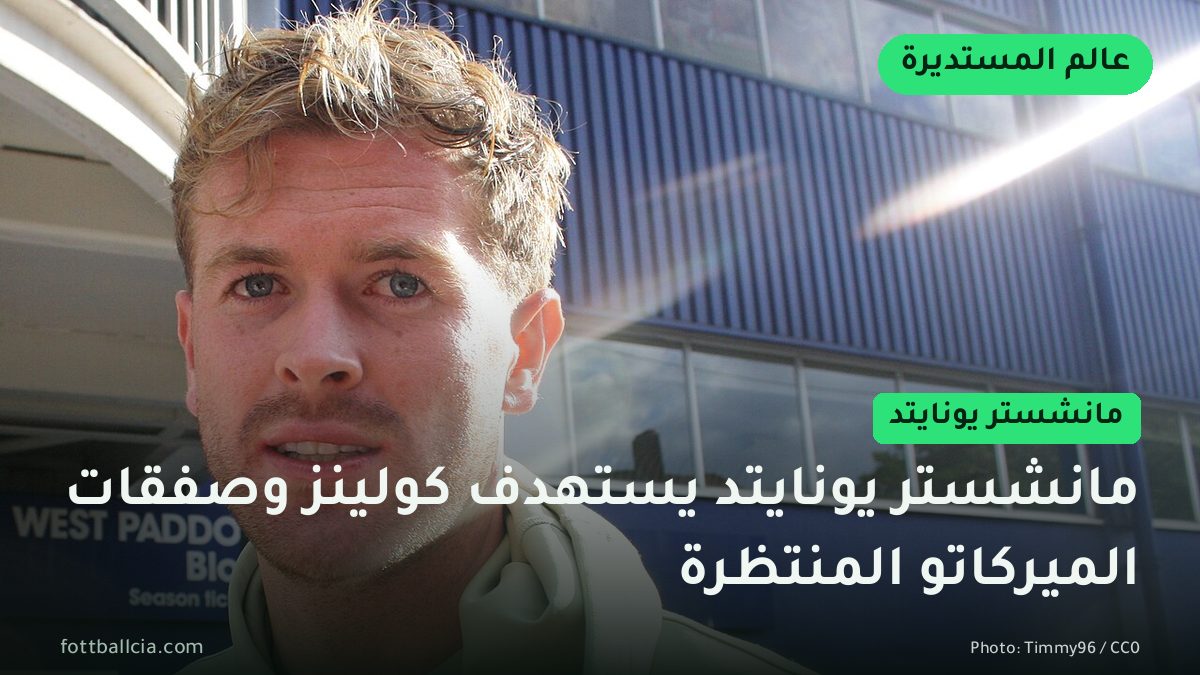 عالم المستديرة
مانشستر يونايتد
مانشستر يونايتد يستهدف كولينز وصفقات
الميركاتو المنتظرة
WEST PADDO
Blo
Season tic
fottballcia.com
Photo: Timmy96 / CC0